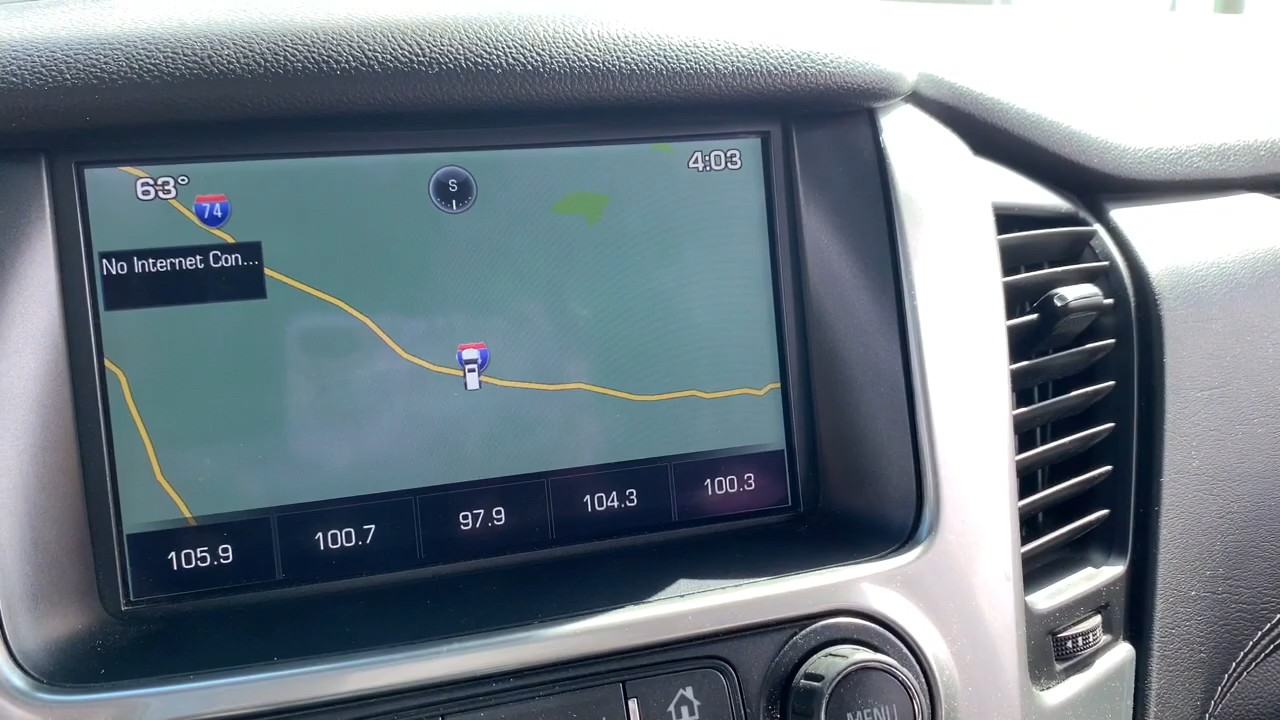 63°
S
4:03
74
No Internet Con...
105.9
100.7
97.9
104.3
100.3
MENU